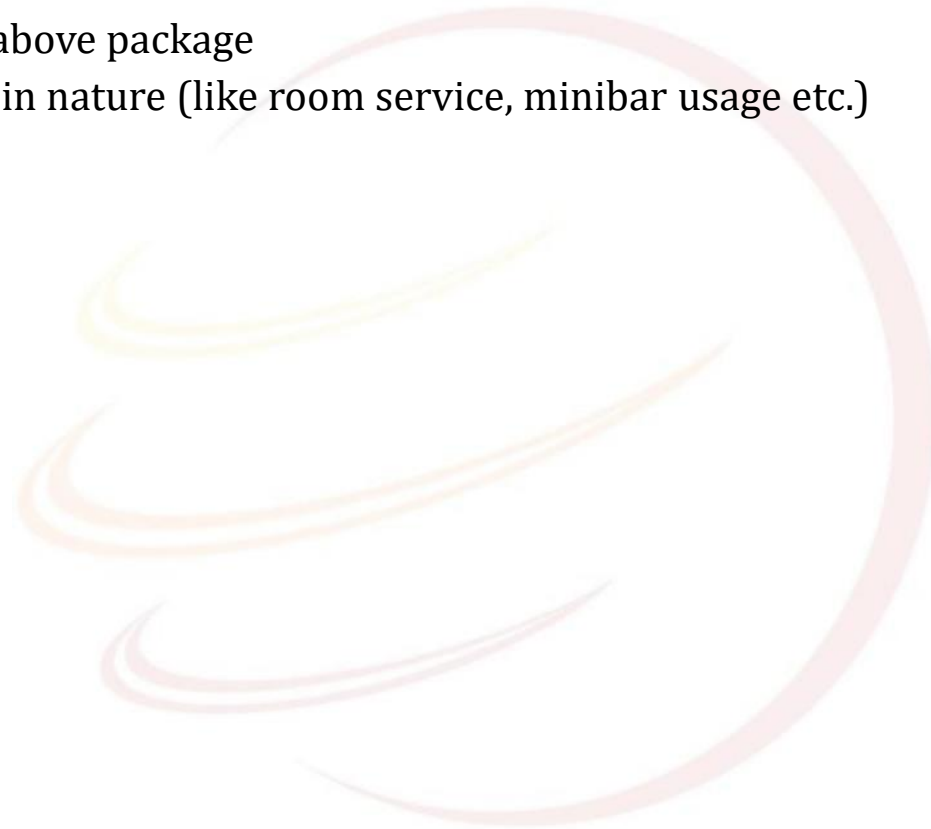 above package
in nature (like room service, minibar usage etc.)